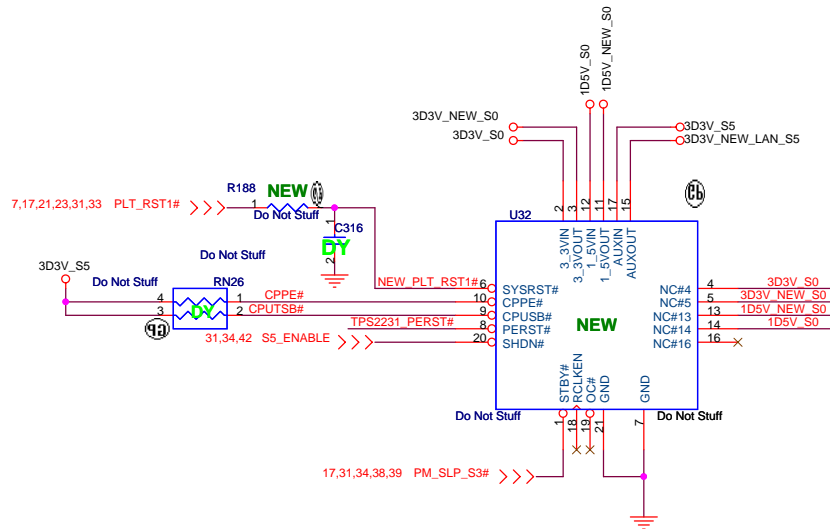 1D5V_S0
1D5V_NEW_S0
3D3V_NEW_S0
3D3V_S0
3D3V_S5
3D3V_NEW_LAN_S5
R188
NEW
7,17,21,23,31,33 PLT_RST1#
1
2
Do Not Stuff
C316
1
DY
2
Do Not Stuff
3D3V_S5
Do Not Stuff
RN26
4
1
CPPE#
3
2
CPUTSB#
DY
NEW_PLT_RST1#
TPS2231_PERST#
31,34,42 S5_ENABLE
U32
2
3
12
11
17
15
3_3VIN
3_3VOUT
1_5VIN
1_5VOUT
AUXIN
AUXOUT
6
SYSRST#
10
CPPE#
9
CPUSB#
8
PERST#
20
SHDN#
NEW
NC#4
4
3D3V_S0
NC#5
5
3D3V_NEW_S0
NC#13
13
1D5V_NEW_S0
NC#14
14
1D5V_S0
NC#16
16
STBY#
RCLKEN
OC#
GND
GND
1
18
19
21
7
Do Not Stuff
Do Not Stuff
17,31,34,38,39 PM_SLP_S3#